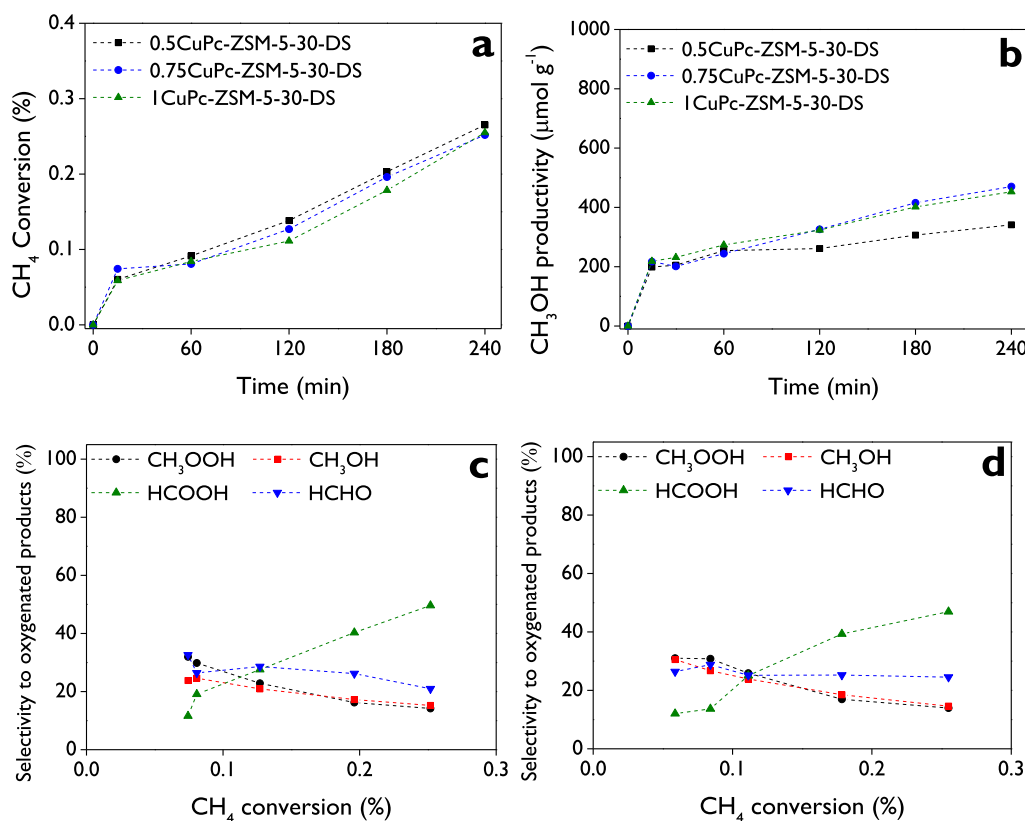 a
0.5CuPc-ZSM-5-30-DS
0.75CuPc-ZSM-5-30-DS
1CuPc-ZSM-5-30-DS
CH₄ Conversion (%)
0.4
0.3
0.2
0.1
0.0
0 60 120 180 240
Time (min)
b
0.5CuPc-ZSM-5-30-DS
0.75CuPc-ZSM-5-30-DS
1CuPc-ZSM-5-30-DS
CH₃OH productivity (μmol g⁻¹)
1000
800
600
400
200
0
0 60 120 180 240
Time (min)
c
CH₃OOH CH₃OH
HCOOH HCHO
Selectivity to oxygenated products (%)
100
80
60
40
20
0
0.1 0.2 0.3
CH₄ conversion (%)
d
CH₃OOH CH₃OH
HCOOH HCHO
Selectivity to oxygenated products (%)
100
80
60
40
20
0
0.0 0.1 0.2 0.3
CH₄ conversion (%)